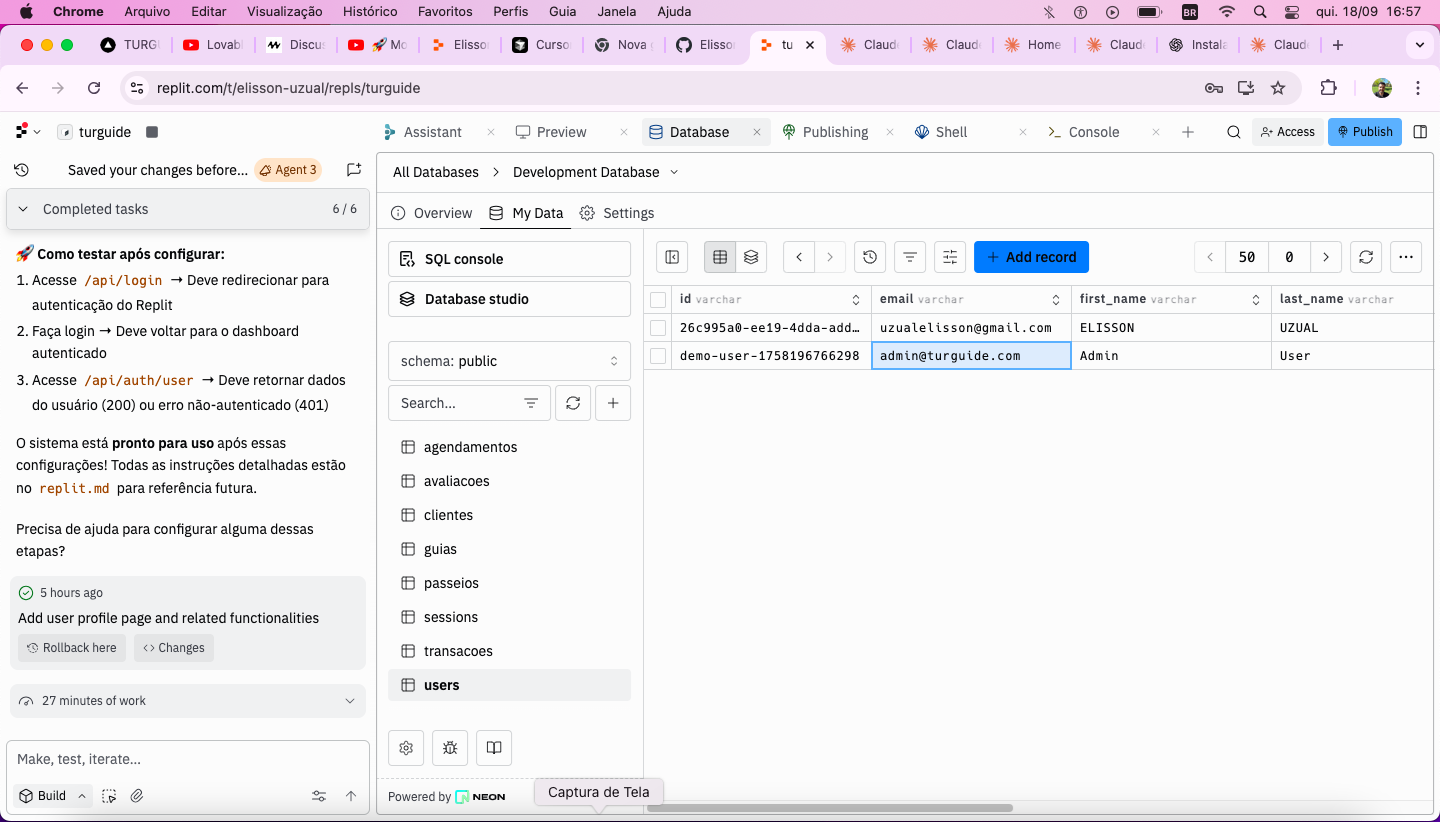 Chrome Arquivo Editar Visualização Histórico Favoritos Perfis Guia Janela Ajuda BR qui. 18/09 16:57
TURG Lovab Discu Mo Elisso Curso Nova Elisso tu Claud Claud Home Claud Instala Claud
replit.com/t/elisson-uzual/repls/turguide
turguide
Assistant Preview Database Publishing Shell Console Access Publish
Saved your changes before... Agent 3
Completed tasks 6 / 6
🚀 Como testar após configurar:
1. Acesse /api/login → Deve redirecionar para
autenticação do Replit
2. Faça login → Deve voltar para o dashboard
autenticado
3. Acesse /api/auth/user → Deve retornar dados
do usuário (200) ou erro não-autenticado (401)
O sistema está pronto para uso após essas
configurações! Todas as instruções detalhadas estão
no replit.md para referência futura.
Precisa de ajuda para configurar alguma dessas
etapas?
5 hours ago
Add user profile page and related functionalities
Rollback here Changes
27 minutes of work
Make, test, iterate...
Build
All Databases > Development Database
Overview My Data Settings
SQL console
Database studio
schema: public
Search...
agendamentos
avaliacoes
clientes
guias
passeios
sessions
transacoes
users
Powered by NEON
Captura de Tela
+ Add record 50 0
id varchar email varchar first_name varchar last_name varchar
26c995a0-ee19-4dda-add… uzualelisson@gmail.com ELISSON UZUAL
demo-user-1758196766298 admin@turguide.com Admin User